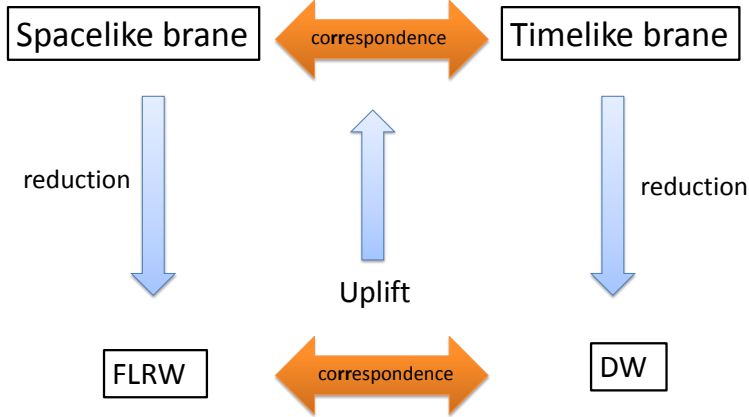 Spacelike brane
correspondence
Timelike brane
reduction
reduction
Uplift
FLRW
correspondence
DW